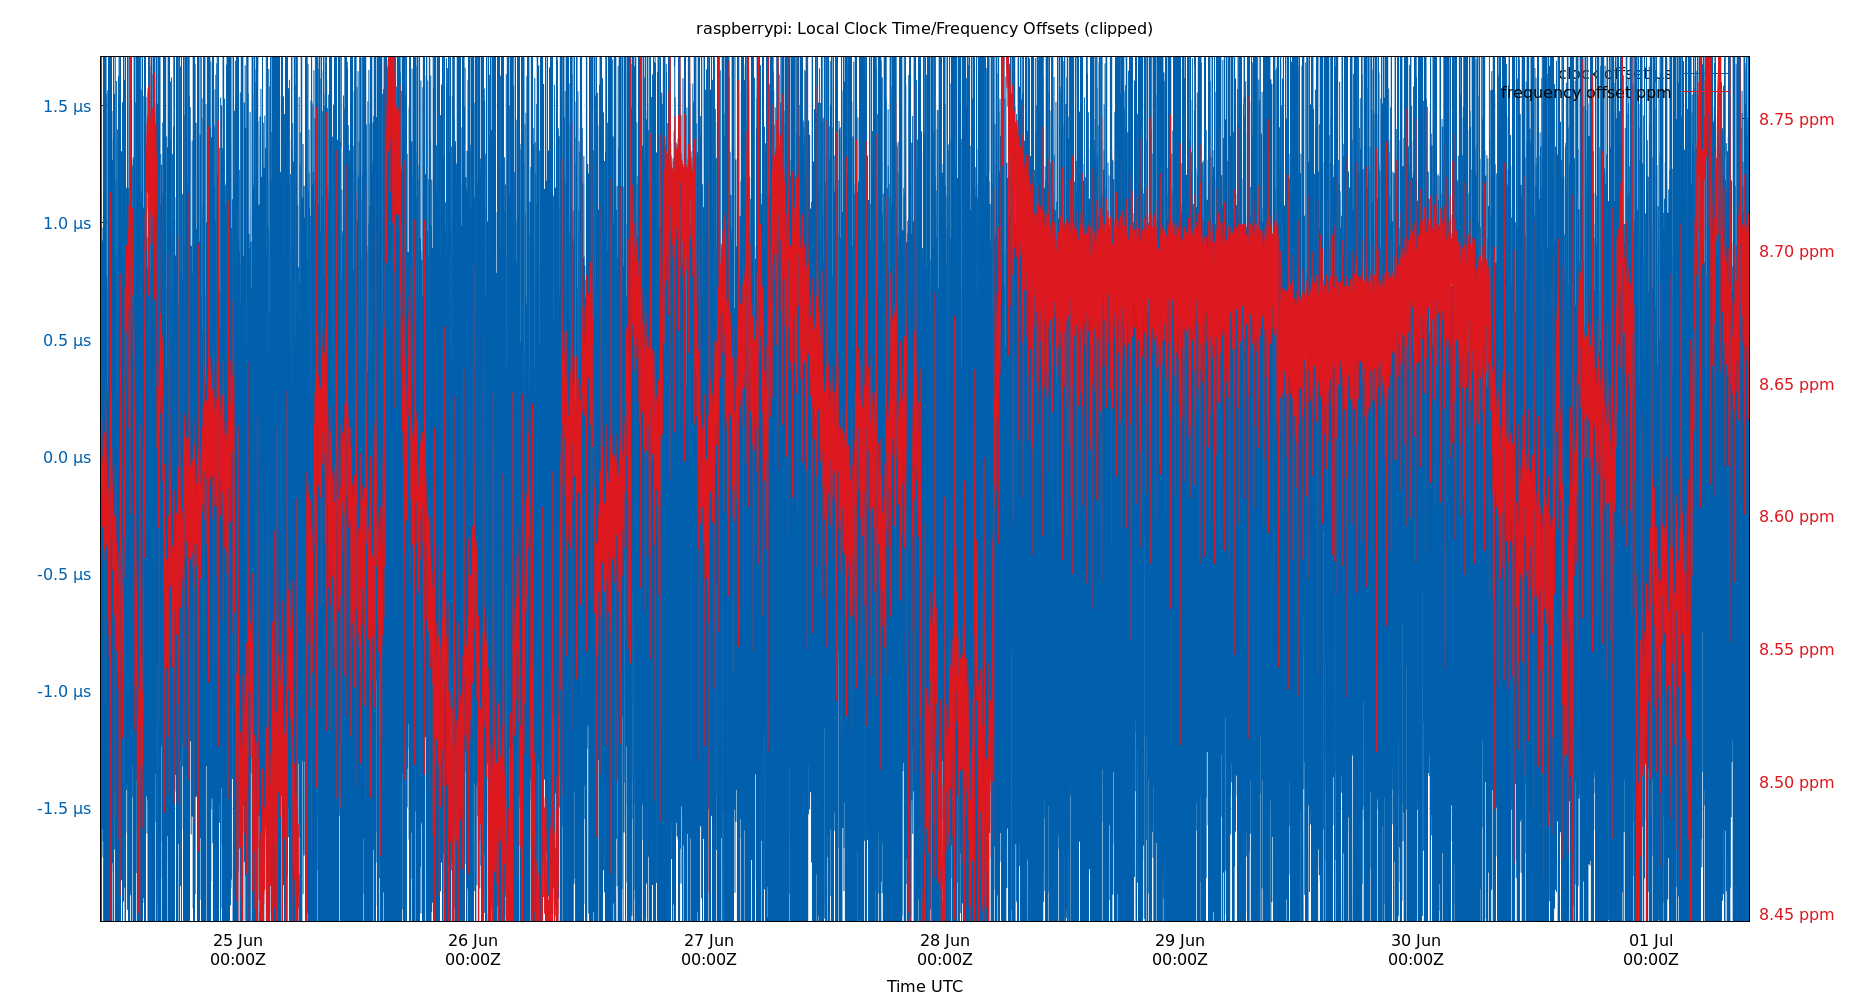 raspberrypi: Local Clock Time/Frequency Offsets (clipped)
clock offset µs
frequency offset ppm
1.5 µs
1.0 µs
0.5 µs
0.0 µs
-0.5 µs
-1.0 µs
-1.5 µs
8.75 ppm
8.70 ppm
8.65 ppm
8.60 ppm
8.55 ppm
8.50 ppm
8.45 ppm
25 Jun
00:00Z
26 Jun
00:00Z
27 Jun
00:00Z
28 Jun
00:00Z
29 Jun
00:00Z
30 Jun
00:00Z
01 Jul
00:00Z
Time UTC